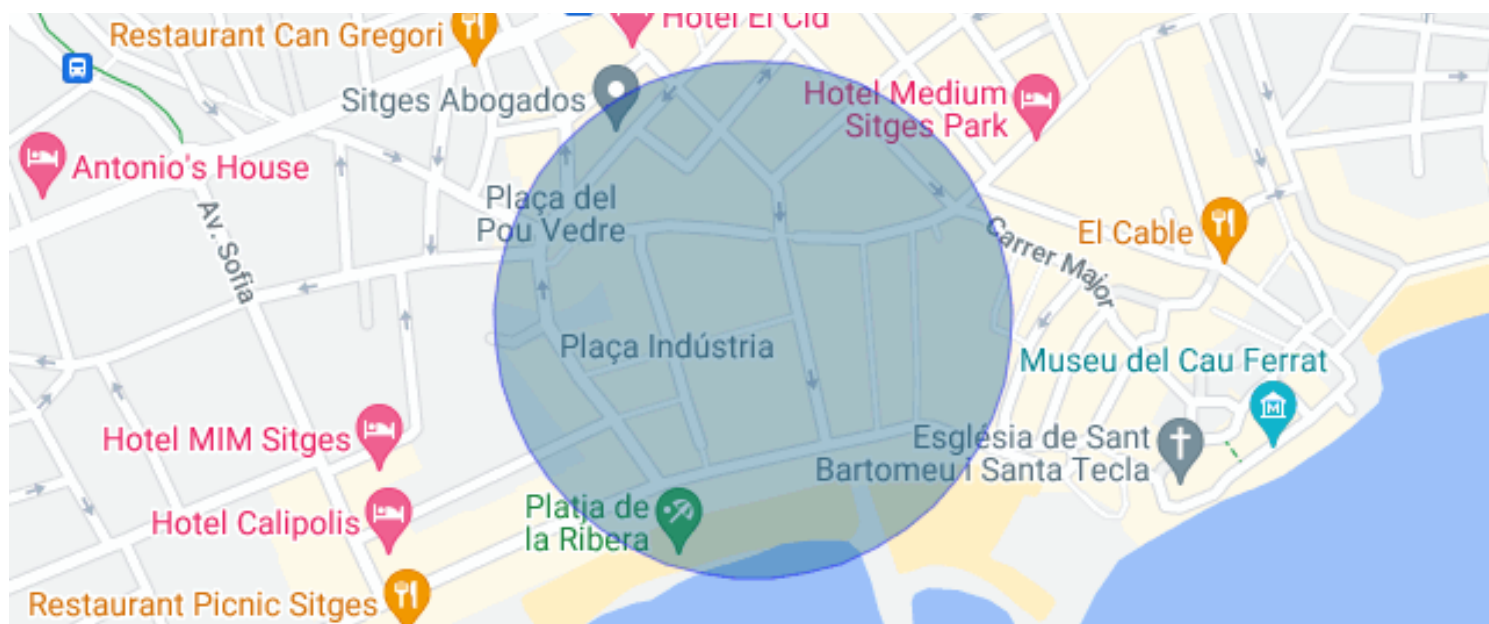 Hotel El Cid
Restaurant Can Gregori
Sitges Abogados
Hotel Medium
Sitges Park
Antonio's House
Plaça del
Pou Vedre
Av. Sofia
Carrer Major
El Cable
Plaça Indústria
Museu del Cau Ferrat
M
Hotel MIM Sitges
Església de Sant
Bartomeu i Santa Tecla
Platja de
la Ribera
Hotel Calipolis
Restaurant Picnic Sitges